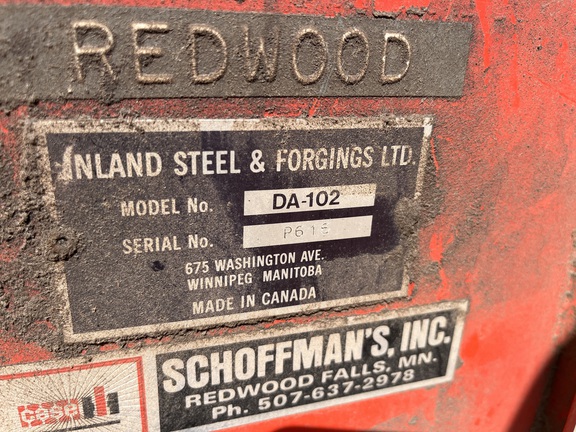 REDWOOD
INLAND STEEL & FORGINGS LTD.
MODEL No. DA-102
SERIAL No.
675 WASHINGTON AVE.
WINNIPEG MANITOBA
MADE IN CANADA
SCHOFFMAN'S, INC.
REDWOOD FALLS, MN.
Ph. 507-637-2978
case IH